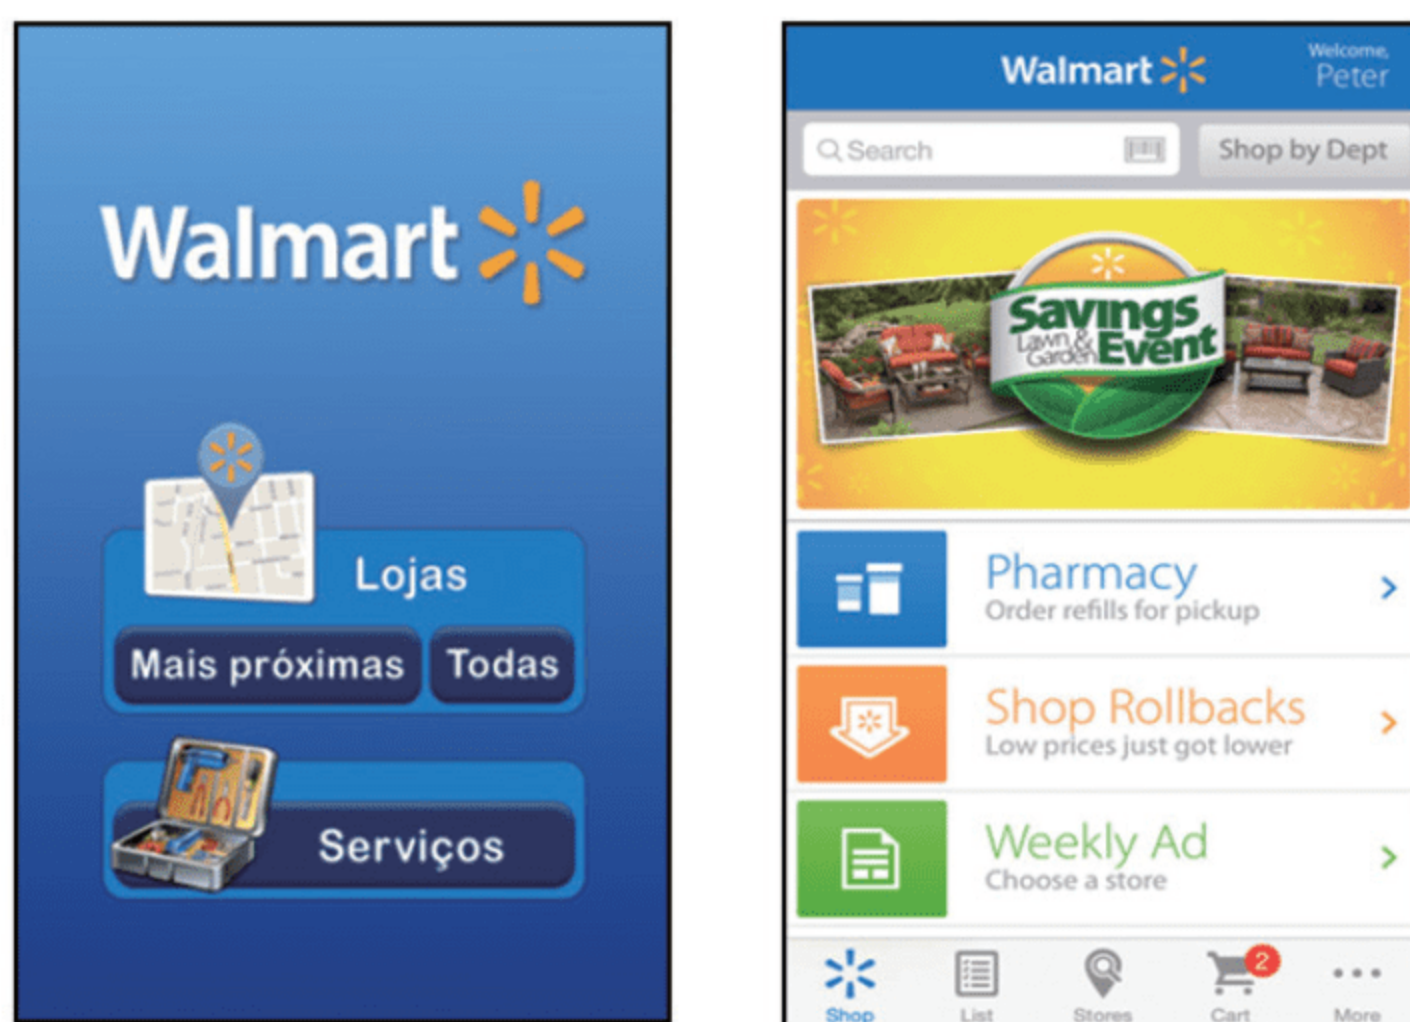 Walmart
Lojas
Mais próximas
Todas
Serviços
Walmart
Welcome,
Peter
Search
Shop by Dept
Savings
Lawn &
Garden
Event
Pharmacy
Order refills for pickup
Shop Rollbacks
Low prices just got lower
Weekly Ad
Choose a store
2
Shop
List
Stores
Cart
More